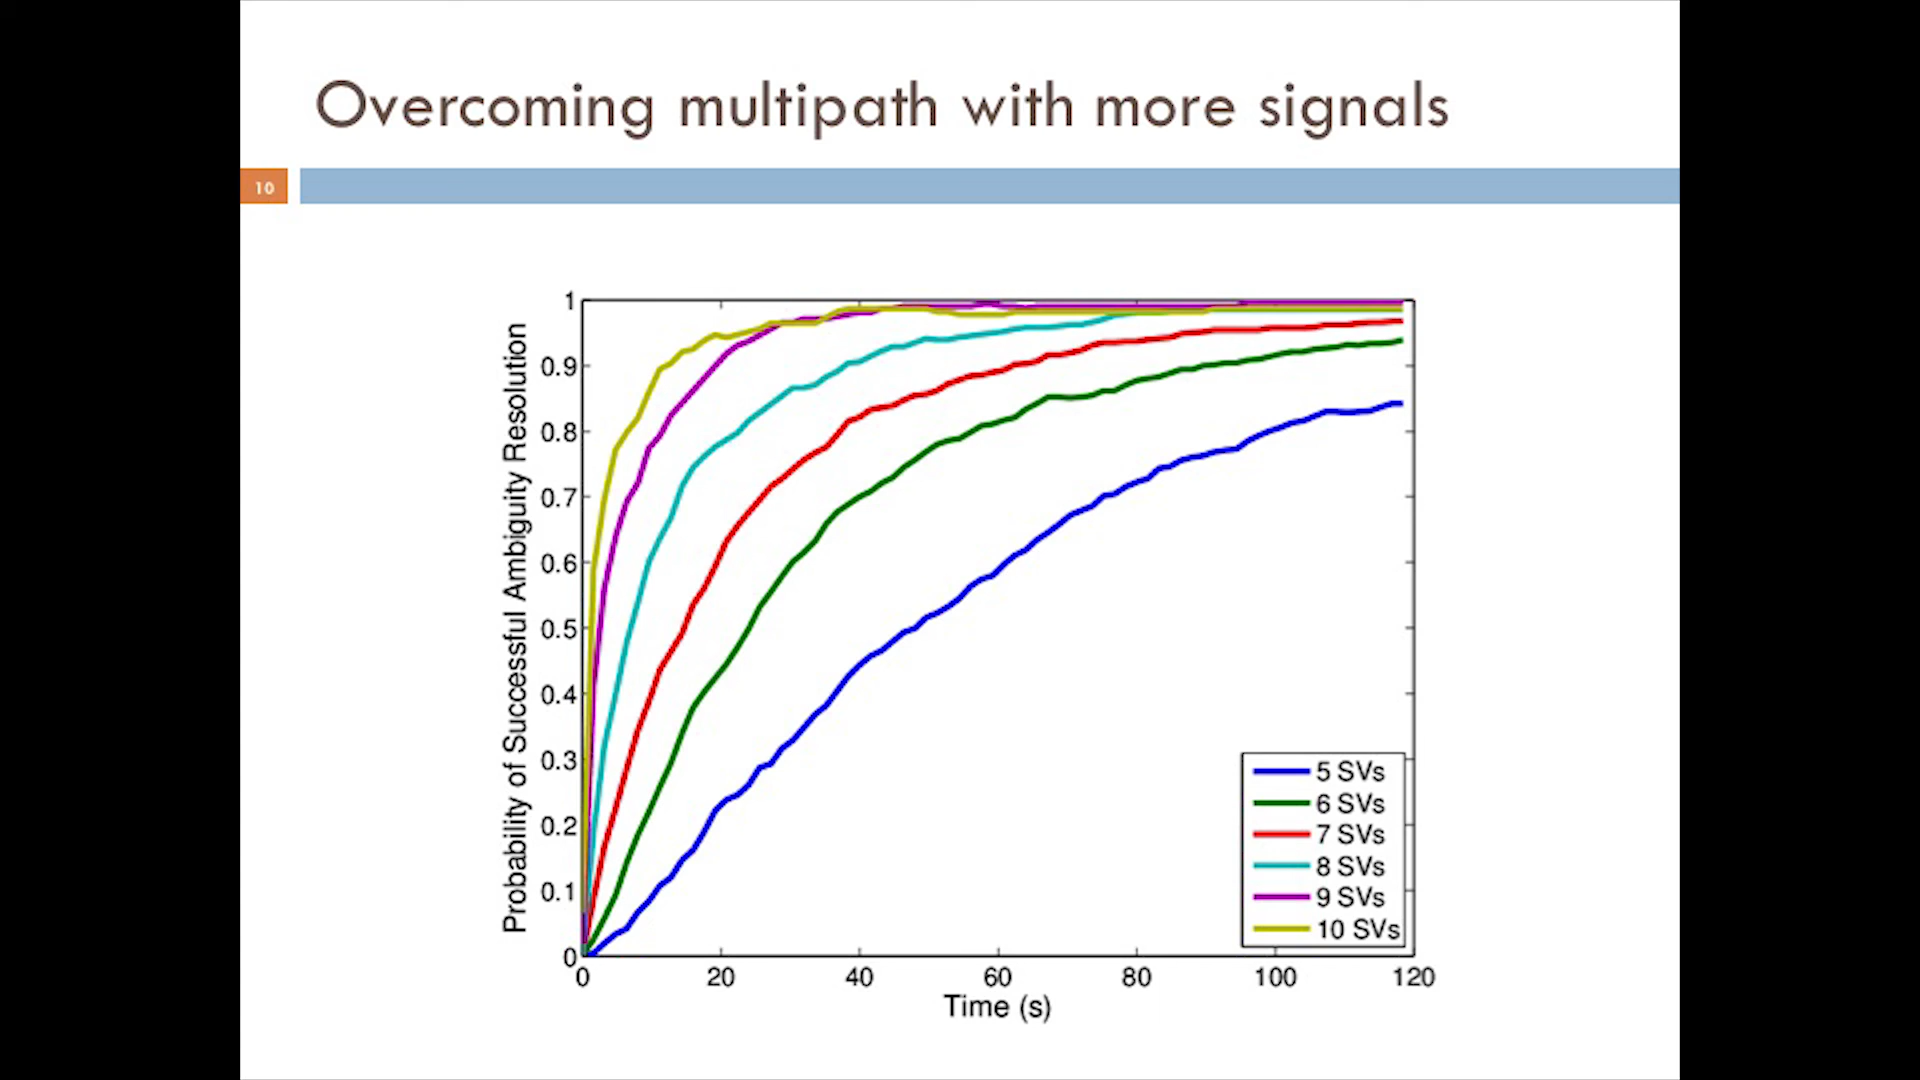 Overcoming multipath with more signals
10
Probability of Successful Ambiguity Resolution
1
0.9
0.8
0.7
0.6
0.5
0.4
0.3
0.2
0.1
0
0 20 40 60 80 100 120
Time (s)
5 SVs
6 SVs
7 SVs
8 SVs
9 SVs
10 SVs